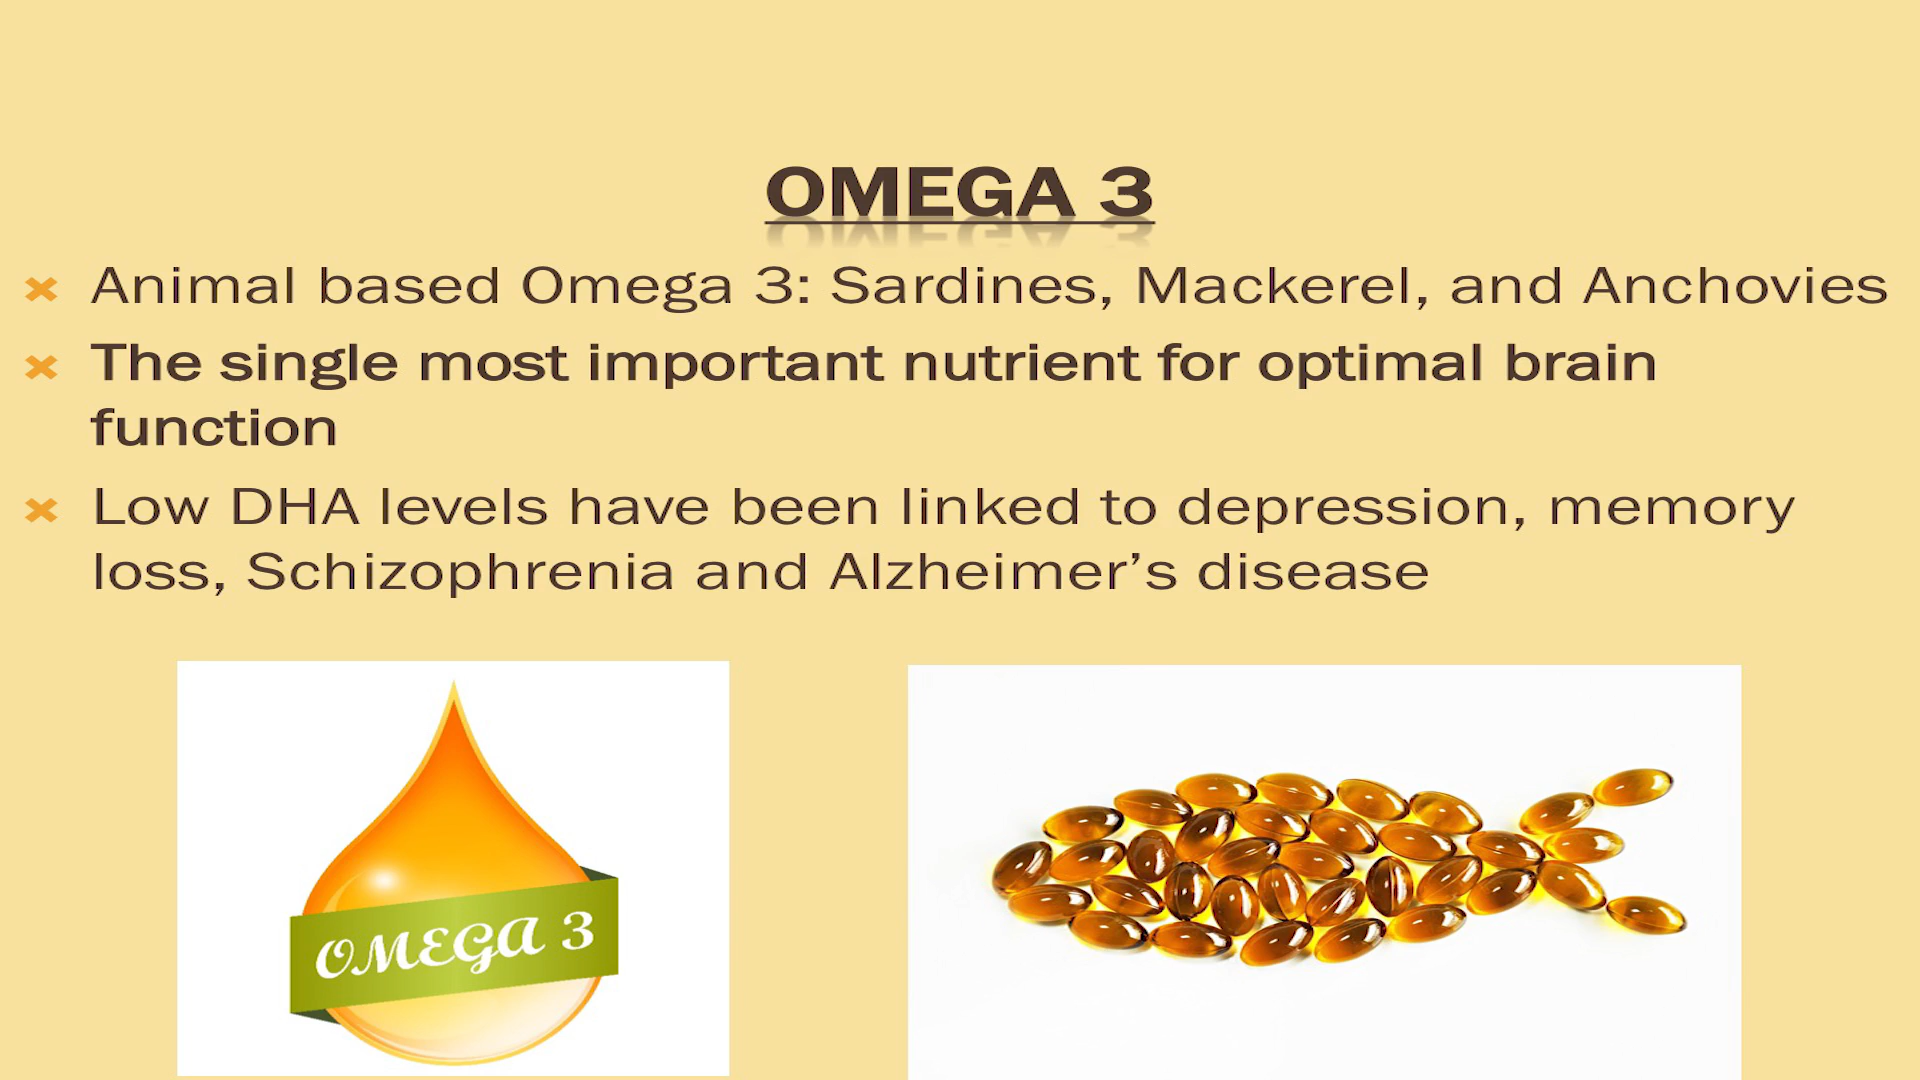 OMEGA 3
Animal based Omega 3: Sardines, Mackerel, and Anchovies
The single most important nutrient for optimal brain
function
Low DHA levels have been linked to depression, memory
loss, Schizophrenia and Alzheimer’s disease
OMEGA 3